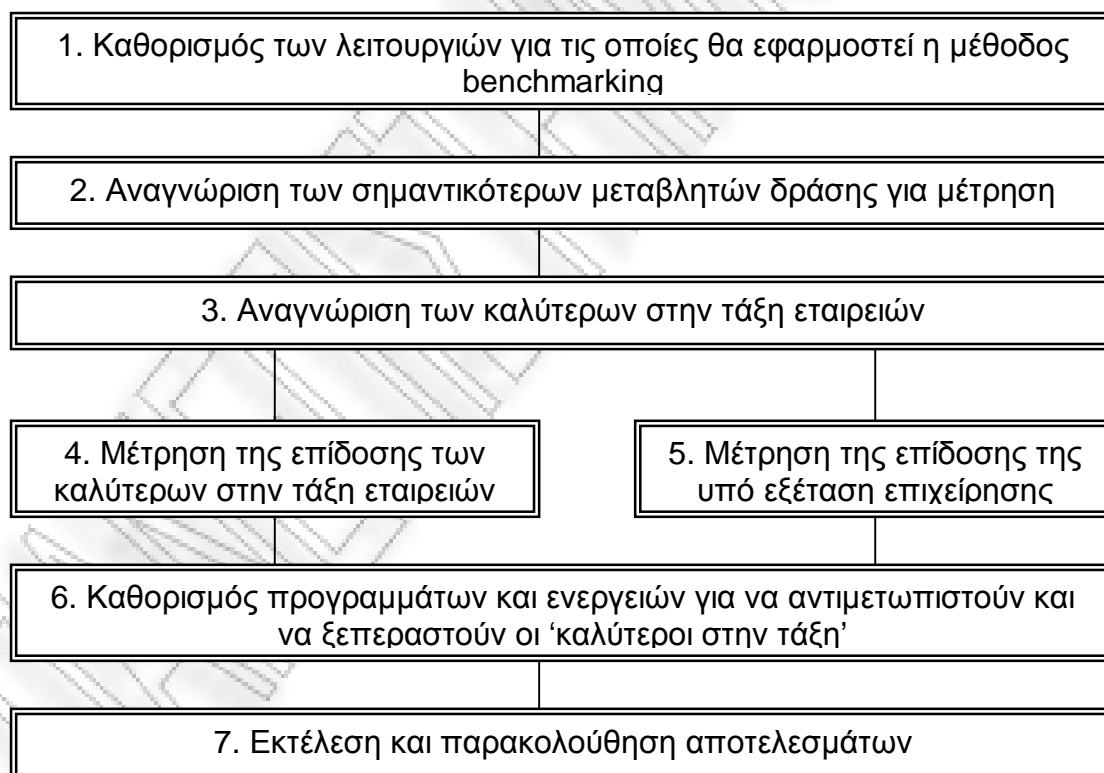 1. Καθορισμός των λειτουργιών για τις οποίες θα εφαρμοστεί η μέθοδος
benchmarking
2. Αναγνώριση των σημαντικότερων μεταβλητών δράσης για μέτρηση
3. Αναγνώριση των καλύτερων στην τάξη εταιρειών
4. Μέτρηση της επίδοσης των
καλύτερων στην τάξη εταιρειών
5. Μέτρηση της επίδοσης της
υπό εξέταση επιχείρησης
6. Καθορισμός προγραμμάτων και ενεργειών για να αντιμετωπιστούν και
να ξεπεραστούν οι ‘καλύτεροι στην τάξη’
7. Εκτέλεση και παρακολούθηση αποτελεσμάτων